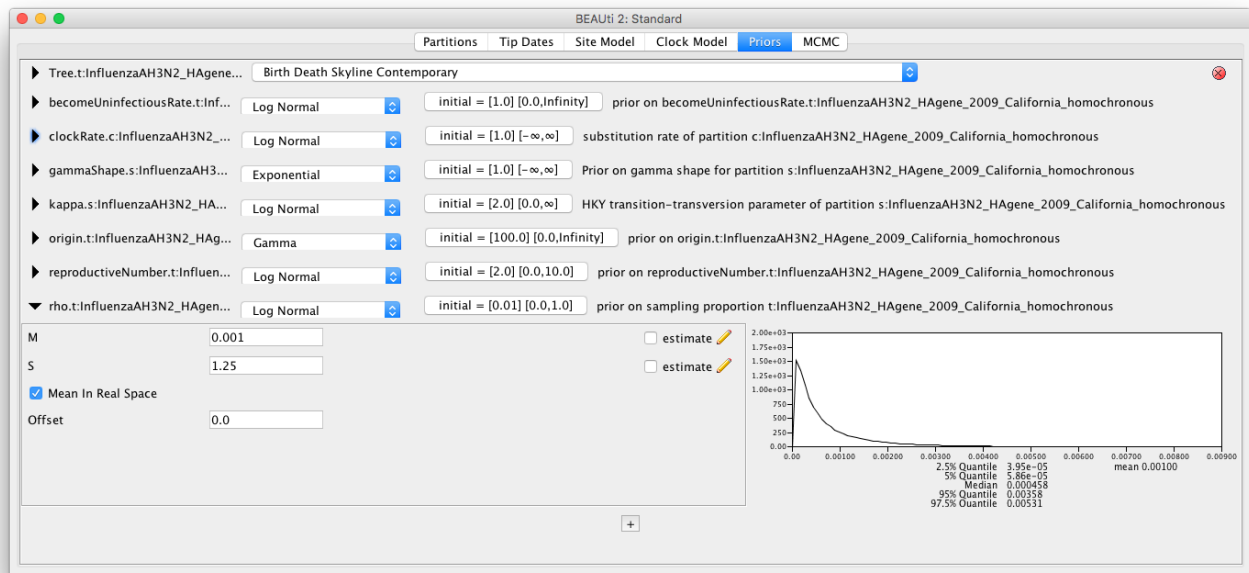 BEAUti 2: Standard
Partitions Tip Dates Site Model Clock Model Priors MCMC
Tree.t:InfluenzaAH3N2_HAgene... Birth Death Skyline Contemporary
becomeUninfectiousRate.t:Inf... Log Normal initial = [1.0] [0.0,Infinity] prior on becomeUninfectiousRate.t:InfluenzaAH3N2_HAgene_2009_California_homochronous
clockRate.c:InfluenzaAH3N2_... Log Normal initial = [1.0] [-∞,∞] substitution rate of partition c:InfluenzaAH3N2_HAgene_2009_California_homochronous
gammaShape.s:InfluenzaAH3... Exponential initial = [1.0] [-∞,∞] Prior on gamma shape for partition s:InfluenzaAH3N2_HAgene_2009_California_homochronous
kappa.s:InfluenzaAH3N2_HA... Log Normal initial = [2.0] [0.0,∞] HKY transition-transversion parameter of partition s:InfluenzaAH3N2_HAgene_2009_California_homochronous
origin.t:InfluenzaAH3N2_HAg... Gamma initial = [100.0] [0.0,Infinity] prior on origin.t:InfluenzaAH3N2_HAgene_2009_California_homochronous
reproductiveNumber.t:Influen... Log Normal initial = [2.0] [0.0,10.0] prior on reproductiveNumber.t:InfluenzaAH3N2_HAgene_2009_California_homochronous
rho.t:InfluenzaAH3N2_HAgen... Log Normal initial = [0.01] [0.0,1.0] prior on sampling proportion t:InfluenzaAH3N2_HAgene_2009_California_homochronous
M 0.001 estimate
S 1.25 estimate
Mean In Real Space
Offset 0.0
2.00e+03
1.75e+03
1.50e+03
1.25e+03
1.00e+03
750
500
250
0.00
0.00 0.00100 0.00200 0.00300 0.00400 0.00500 0.00600 0.00700 0.00800 0.00900
2.5% Quantile 3.95e-05 mean 0.00100
5% Quantile 5.86e-05
Median 0.000458
95% Quantile 0.00358
97.5% Quantile 0.00531
+